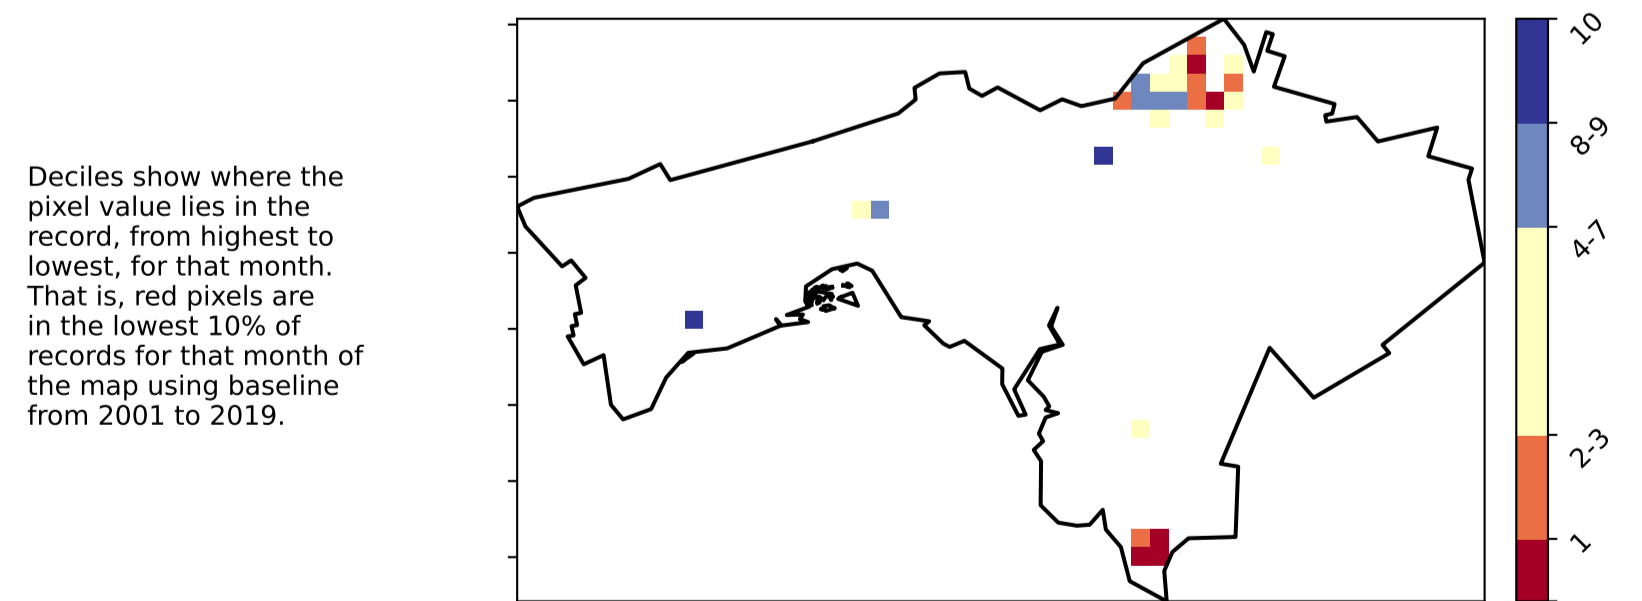 Deciles show where the
pixel value lies in the
record, from highest to
lowest, for that month.
That is, red pixels are
in the lowest 10% of
records for that month of
the map using baseline
from 2001 to 2019.
10
8-9
4-7
2-3
1